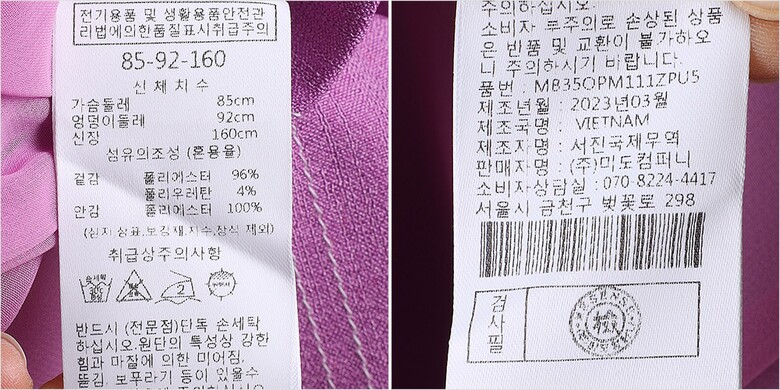 전기용품 및 생활용품안전관
리법에의한품질표시취급주의
85-92-160
신 체 치 수
가슴둘레 85cm
엉덩이둘레 92cm
신장 160cm
섬유의조성 (혼용율)
겉감 폴리에스터 96%
폴리우레탄 4%
안감 폴리에스터 100%
(심지,상표,보강재,자수,장식 제외)
취급상주의사항
손세탁
30℃
중성
2
반드시 (전문점)단독 손세탁
하십시오.원단의 특성상 강한
힘과 마찰에 의한 미어짐,
뜯김, 보푸라기 등이 있을수
주의하십시오.
소비자 부주의로 손상된 상품
은 반품 및 교환이 불가하오
니 주의하시기 바랍니다.
품번 : MB35OPM111ZPU5
제조년월 : 2023년03월
제조국명 : VIETNAM
제조자명 : 서진국제무역
판매자명 : (주)미도컴퍼니
소비자상담실 : 070-8224-4417
서울시 금천구 벚꽃로 298
검사필